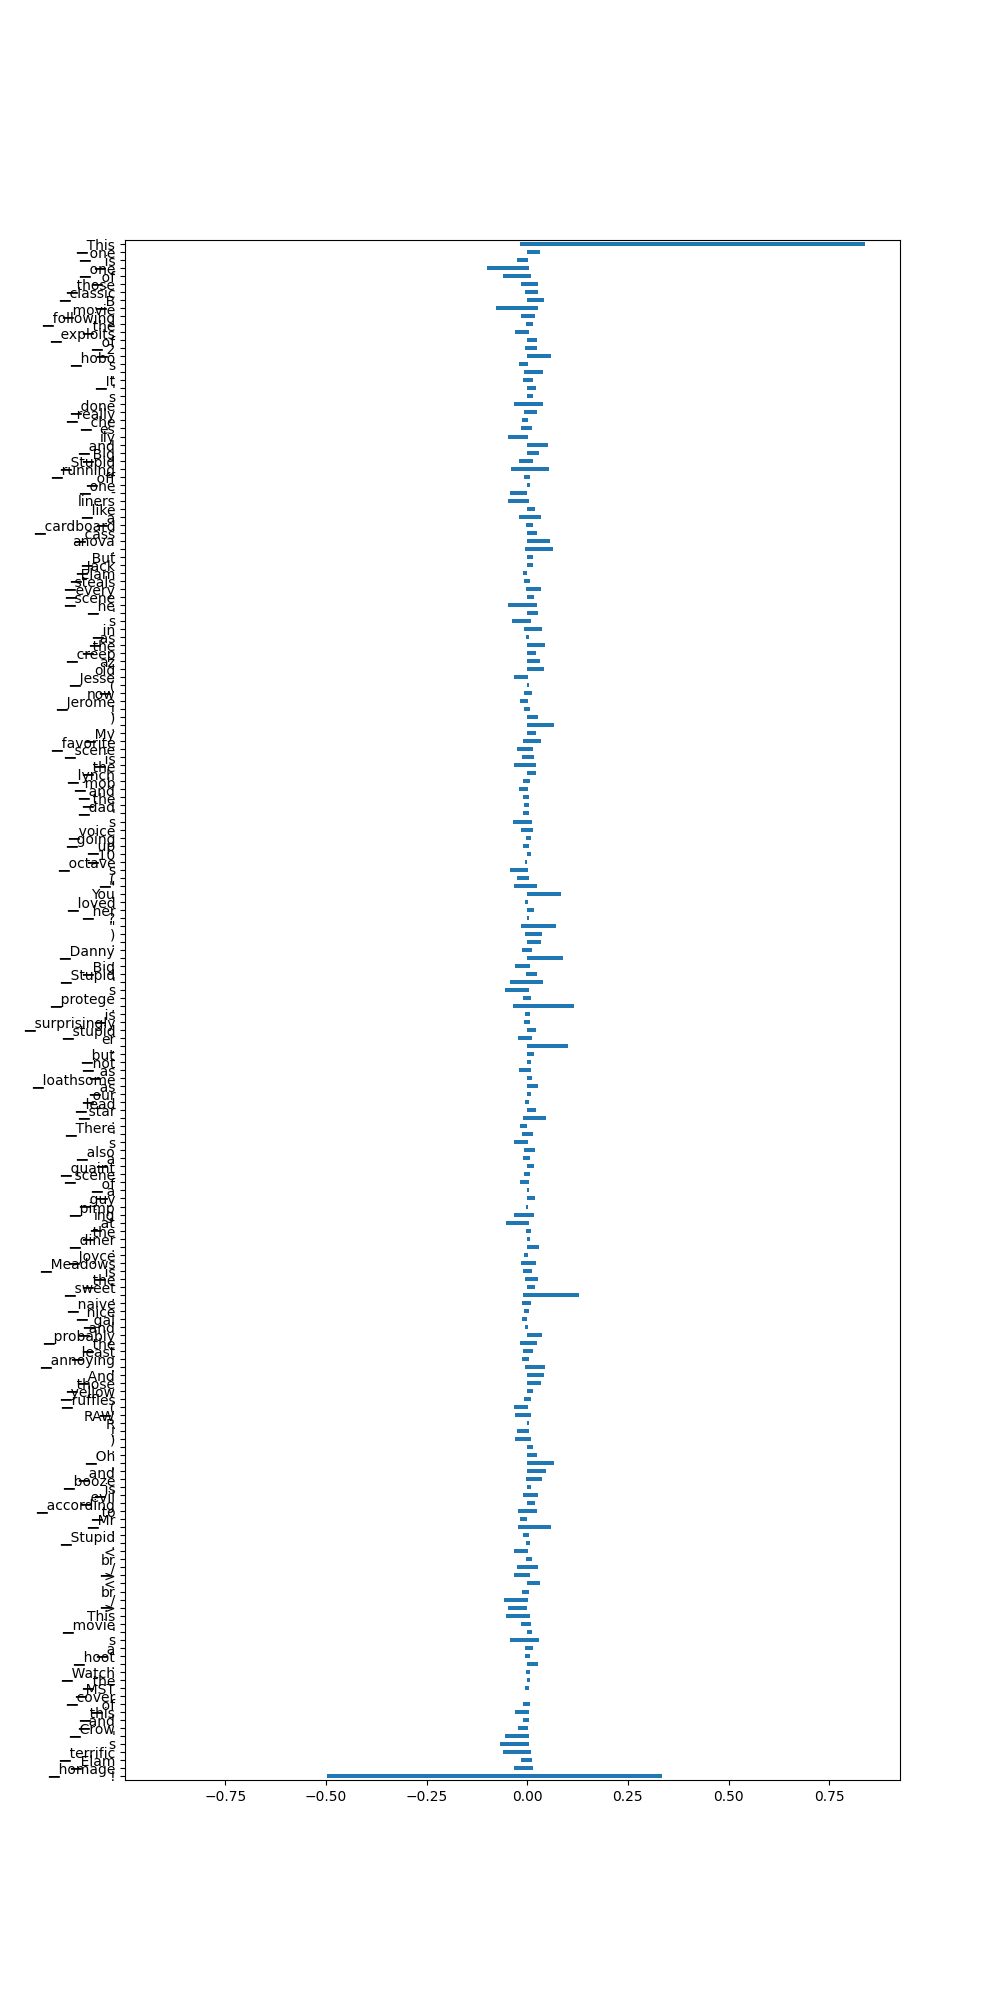 This
_one
_is
_one
_of
_those
_classic
_B
_movie
_following
_the
_exploits
_of
_2
_hobo
s
_It
'
s
_done
_really
_che
es
ily
_and
_Big
_Stupid
_running
_off
_one
-
liners
_like
_a
_cardboard
_cass
anova
.
_But
_Jack
_Elam
_steals
_every
_scene
_he
'
s
_in
_as
_the
_creep
az
oid
_Jesse
_(
now
_Jerome
!
)
.
_My
_favorite
_scene
_is
_the
_lynch
_mob
_and
_the
_dad
'
s
_voice
_going
_up
_10
_octave
s
(
_"
You
_loved
_her
?
"
)
.
_Danny
,
_Big
_Stupid
'
s
_protege
,
_is
_surprisingly
_stupid
er
,
_but
_not
_as
_loathsome
_as
_our
_lead
_star
.
_There
'
s
_also
_a
_quaint
_scene
_of
_a
_guy
_pimp
ing
_at
_the
_diner
.
_Joyce
_Meadows
_is
_the
_sweet
,
_naive
_nice
_gal
_and
_probably
_the
_least
_annoying
.
_And
_those
_yellow
_ruffles
_(
RAW
R
!
)
.
_Oh
,
_and
_booze
_is
_evil
_according
_to
_Mr
.
_Stupid
.
<
br
_/
>
<
br
_/
>
This
_movie
'
s
_a
_hoot
.
_Watch
_the
_MST
_cover
_of
_this
_and
_Crow
'
s
_terrific
_Elam
_homage
!
−0.75
−0.50
−0.25
0.00
0.25
0.50
0.75